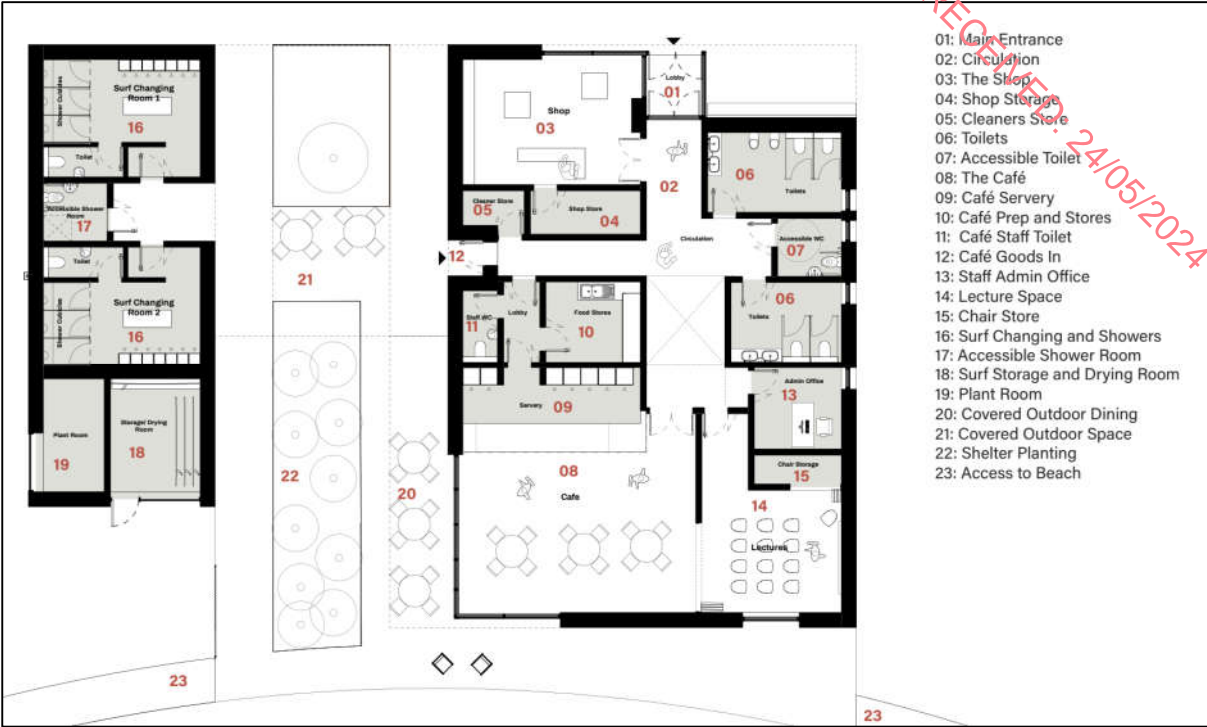 RECEIVED: 24/05/2024
01: Main Entrance
02: Circulation
03: The Shop
04: Shop Storage
05: Cleaners Store
06: Toilets
07: Accessible Toilet
08: The Café
09: Café Servery
10: Café Prep and Stores
11: Café Staff Toilet
12: Café Goods In
13: Staff Admin Office
14: Lecture Space
15: Chair Store
16: Surf Changing and Showers
17: Accessible Shower Room
18: Surf Storage and Drying Room
19: Plant Room
20: Covered Outdoor Dining
21: Covered Outdoor Space
22: Shelter Planting
23: Access to Beach
Shower Cubicles
Surf Changing
Room 1
16
Toilet
Accessible Shower
Room
17
Toilet
Shower Cubicles
Surf Changing
Room 2
16
Plant Room
19
Storage/ Drying
Room
18
21
22
20
23
Shop
03
Lobby
01
02
06
Toilets
Cleaner Store
05
Shop Store
04
Circulation
Accessible WC
07
12
Staff WC
11
Lobby
Food Stores
10
06
Toilets
Servery
09
Admin Office
13
08
Cafe
Chair Storage
15
14
Lectures
23